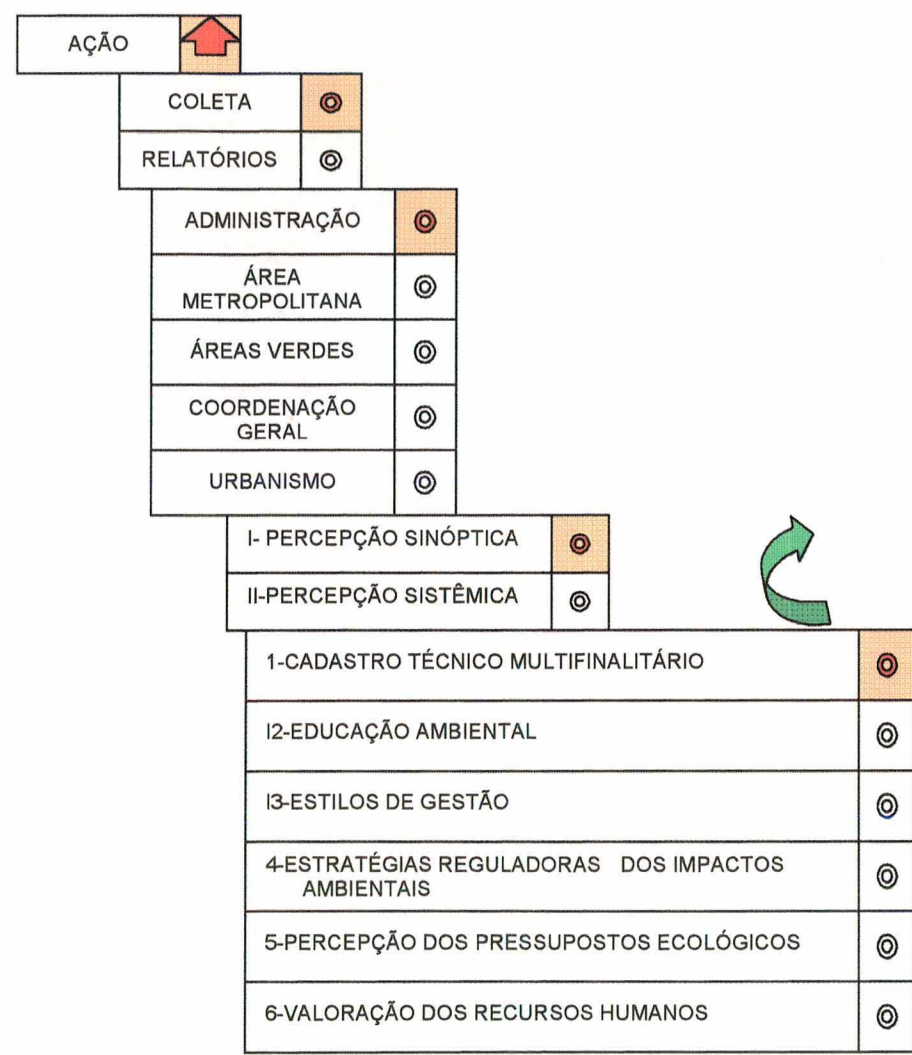 AÇÃO
COLETA
RELATÓRIOS
ADMINISTRAÇÃO
ÁREA
METROPOLITANA
ÁREAS VERDES
COORDENAÇÃO
GERAL
URBANISMO
I- PERCEPÇÃO SINÓPTICA
II-PERCEPÇÃO SISTÊMICA
1-CADASTRO TÉCNICO MULTIFINALITÁRIO
I2-EDUCAÇÃO AMBIENTAL
I3-ESTILOS DE GESTÃO
4-ESTRATÉGIAS REGULADORAS DOS IMPACTOS
AMBIENTAIS
5-PERCEPÇÃO DOS PRESSUPOSTOS ECOLÓGICOS
6-VALORAÇÃO DOS RECURSOS HUMANOS